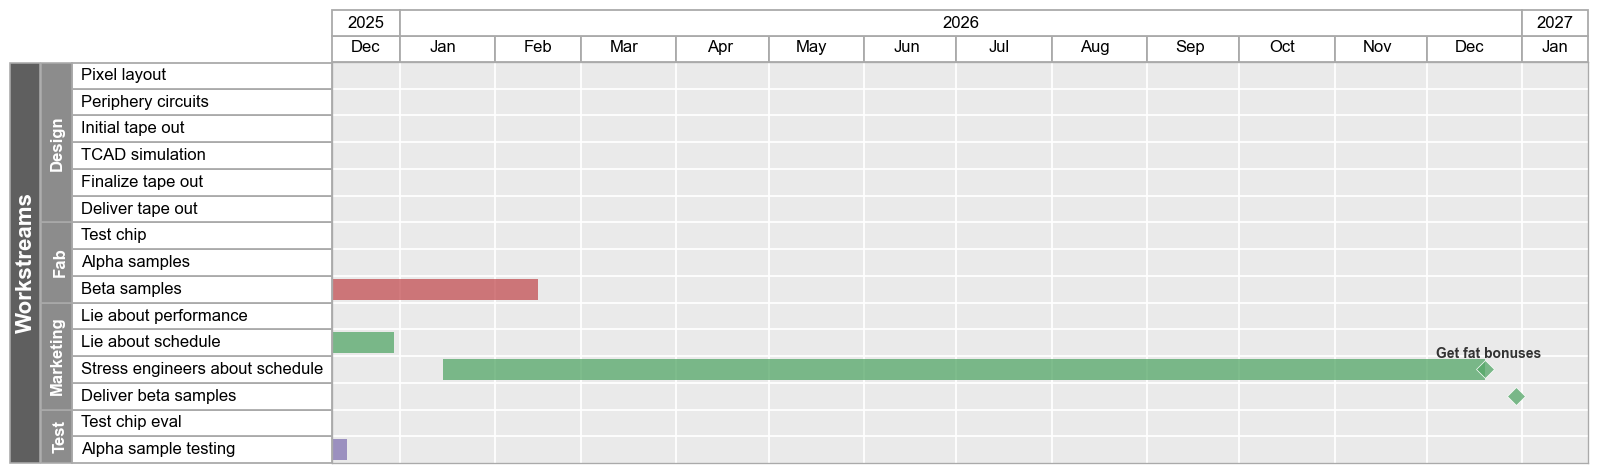 2025 2026 2027
Dec Jan Feb Mar Apr May Jun Jul Aug Sep Oct Nov Dec Jan
Workstreams
Design
Pixel layout
Periphery circuits
Initial tape out
TCAD simulation
Finalize tape out
Deliver tape out
Fab
Test chip
Alpha samples
Beta samples
Marketing
Lie about performance
Lie about schedule
Get fat bonuses
Stress engineers about schedule
Deliver beta samples
Test
Test chip eval
Alpha sample testing